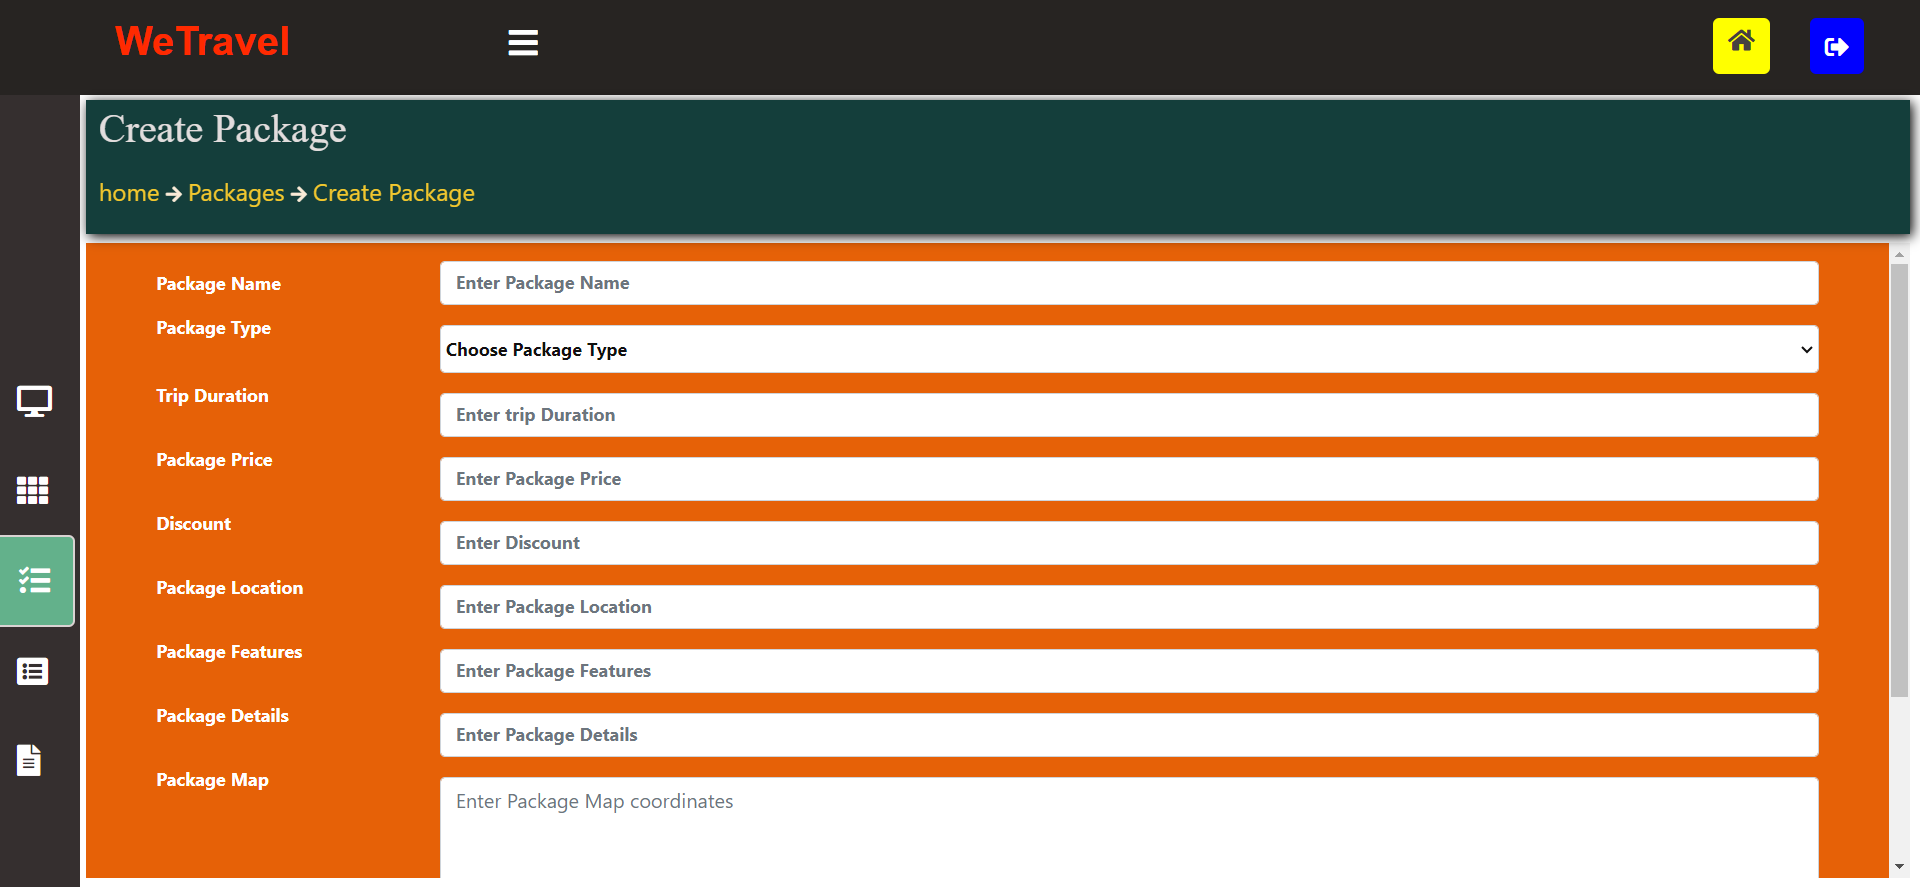 WeTravel
Create Package
home → Packages → Create Package
Package Name
Enter Package Name
Package Type
Choose Package Type
Trip Duration
Enter trip Duration
Package Price
Enter Package Price
Discount
Enter Discount
Package Location
Enter Package Location
Package Features
Enter Package Features
Package Details
Enter Package Details
Package Map
Enter Package Map coordinates